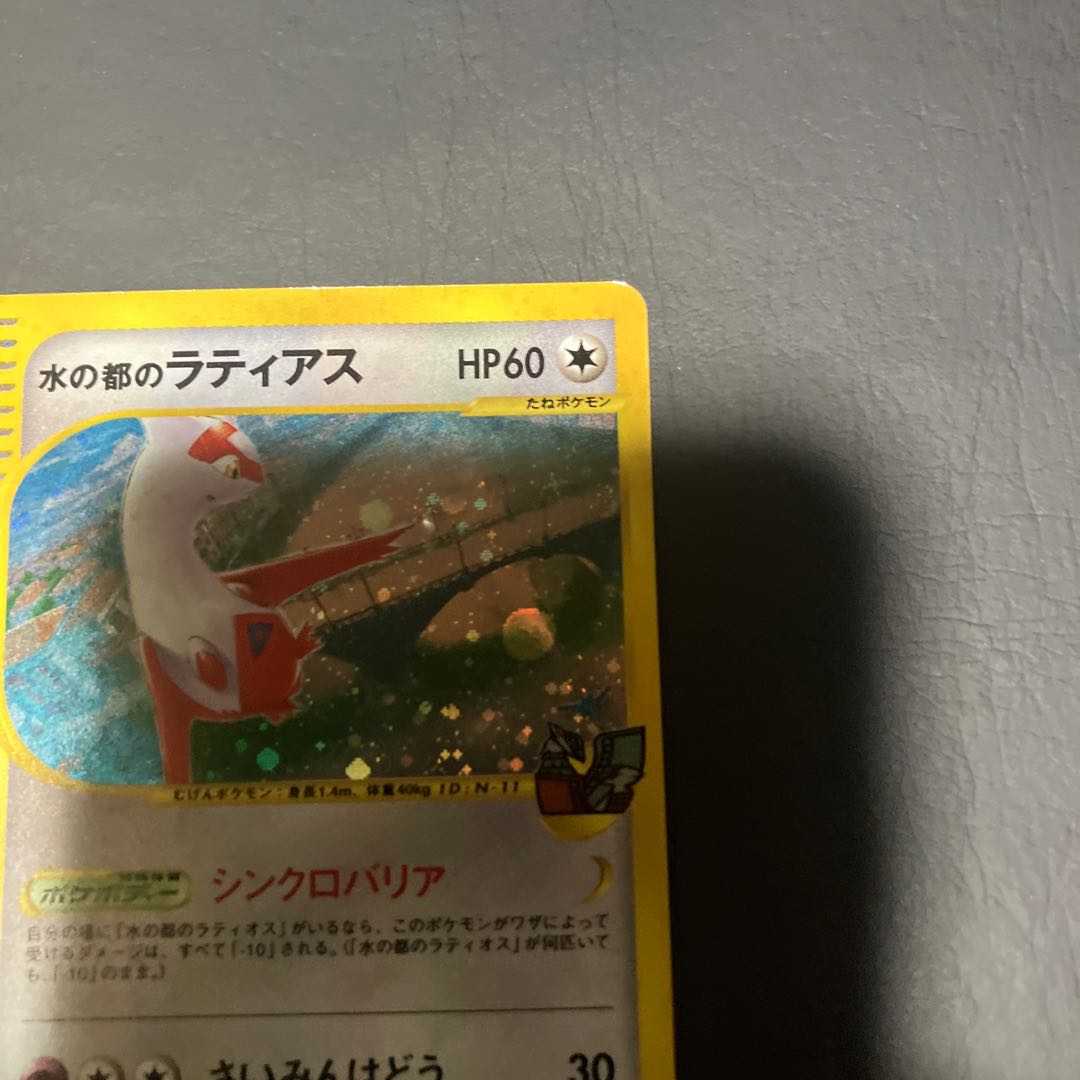 水の都のラティアス HP60
たねポケモン
むげんポケモン：身長1.4m、体重40kg ID：N-11
特殊体質
ポケボディー シンクロバリア
自分の場に「水の都のラティオス」がいるなら、このポケモンがワザによって
受けるダメージは、すべて「-10」される。（「水の都のラティオス」が何匹いて
も、「-10」のまま。）
さいみんはどう 30